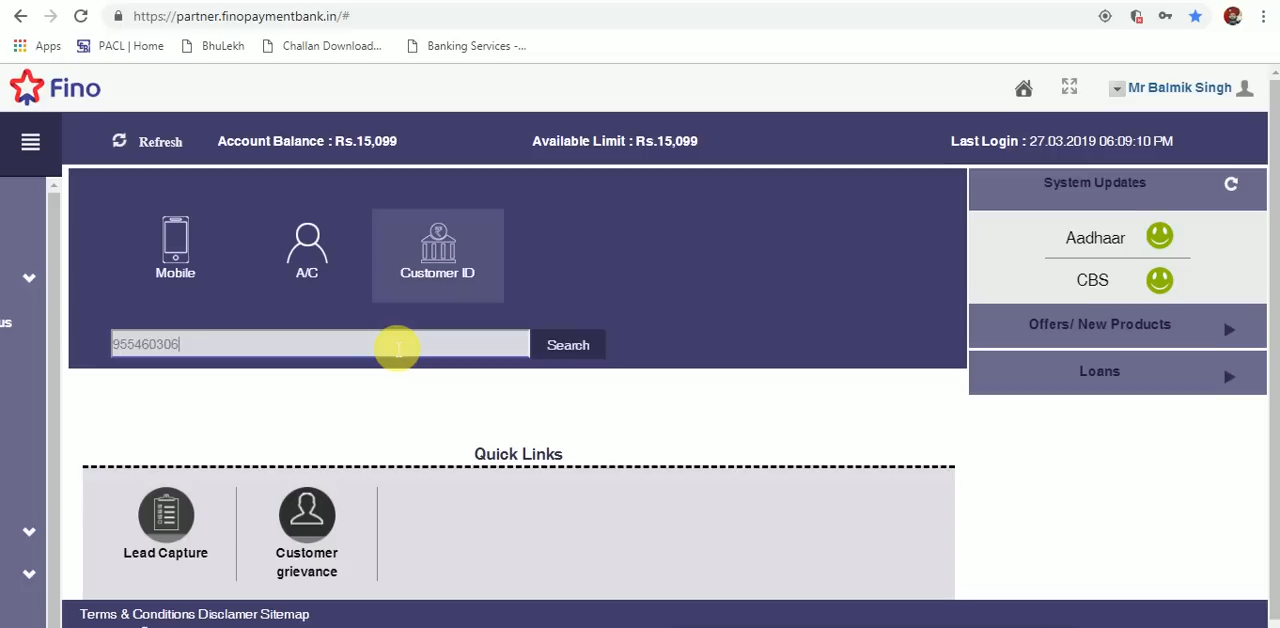 https://partner.finopaymentbank.in/#
Apps PACL | Home BhuLekh Challan Download... Banking Services -...
Fino Mr Balmik Singh
Refresh Account Balance : Rs.15,099 Available Limit : Rs.15,099 Last Login : 27.03.2019 06:09:10 PM
System Updates
Mobile A/C Customer ID
Aadhaar
CBS
us
Offers/ New Products
955460306 Search
Loans
Quick Links
Lead Capture
Customer
grievance
Terms & Conditions Disclamer Sitemap